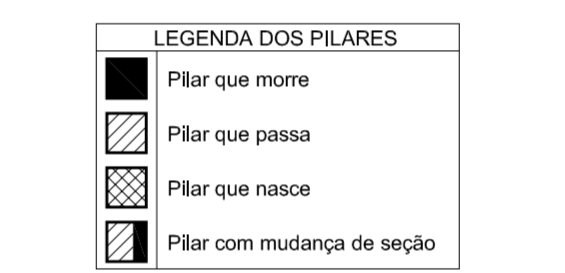 LEGENDA DOS PILARES
Pilar que morre
Pilar que passa
Pilar que nasce
Pilar com mudança de seção